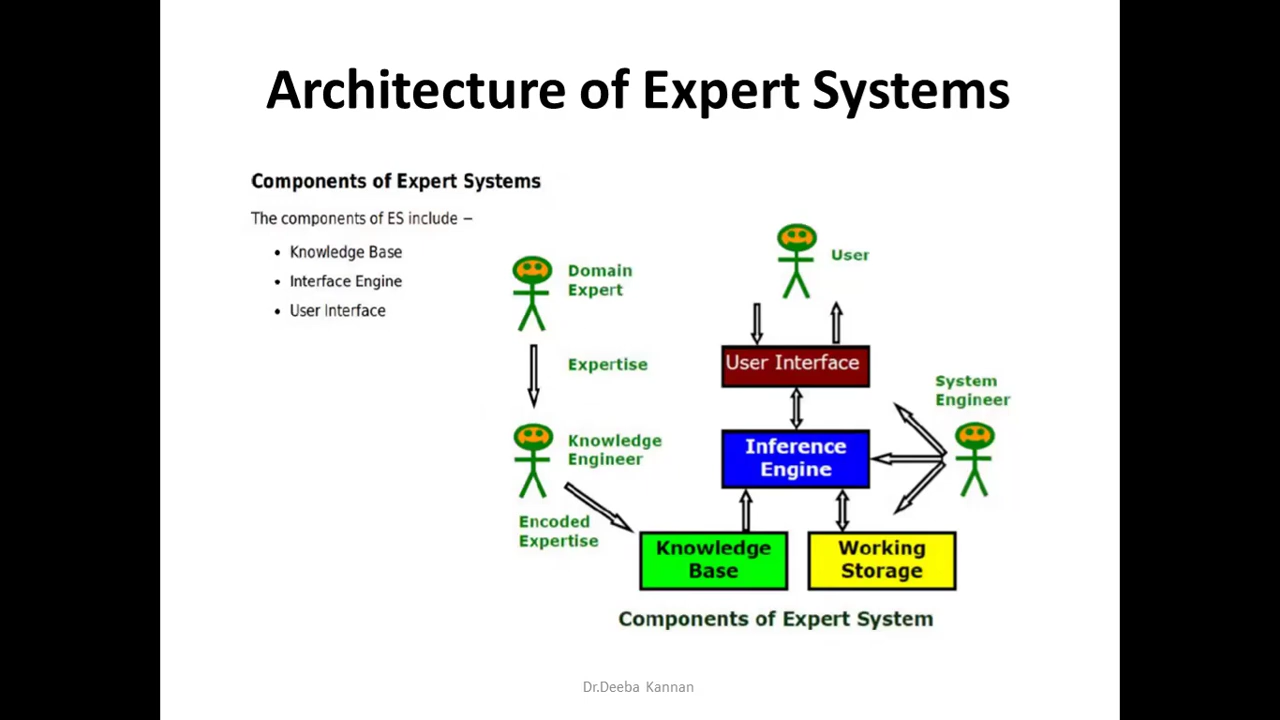 Architecture of Expert Systems
Components of Expert Systems
The components of ES include –
• Knowledge Base
• Interface Engine
• User Interface
Domain
Expert
User
Expertise
User Interface
System
Engineer
Knowledge
Engineer
Inference
Engine
Encoded
Expertise
Knowledge
Base
Working
Storage
Components of Expert System
Dr.Deeba Kannan